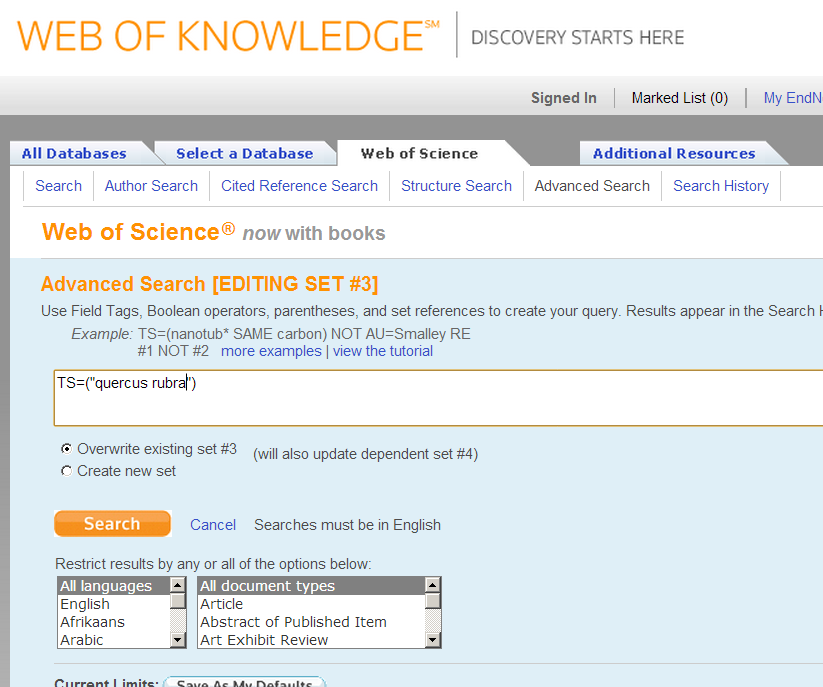 WEB OF KNOWLEDGE℠ DISCOVERY STARTS HERE
Signed In Marked List (0) My EndN
All Databases Select a Database Web of Science Additional Resources
Search Author Search Cited Reference Search Structure Search Advanced Search Search History
Web of Science® now with books
Advanced Search [EDITING SET #3]
Use Field Tags, Boolean operators, parentheses, and set references to create your query. Results appear in the Search H
Example: TS=(nanotub* SAME carbon) NOT AU=Smalley RE
#1 NOT #2 more examples | view the tutorial
TS=("quercus rubra")
Overwrite existing set #3 (will also update dependent set #4)
Create new set
Search Cancel Searches must be in English
Restrict results by any or all of the options below:
All languages All document types
English Article
Afrikaans Abstract of Published Item
Arabic Art Exhibit Review
Current Limits: Save As My Defaults